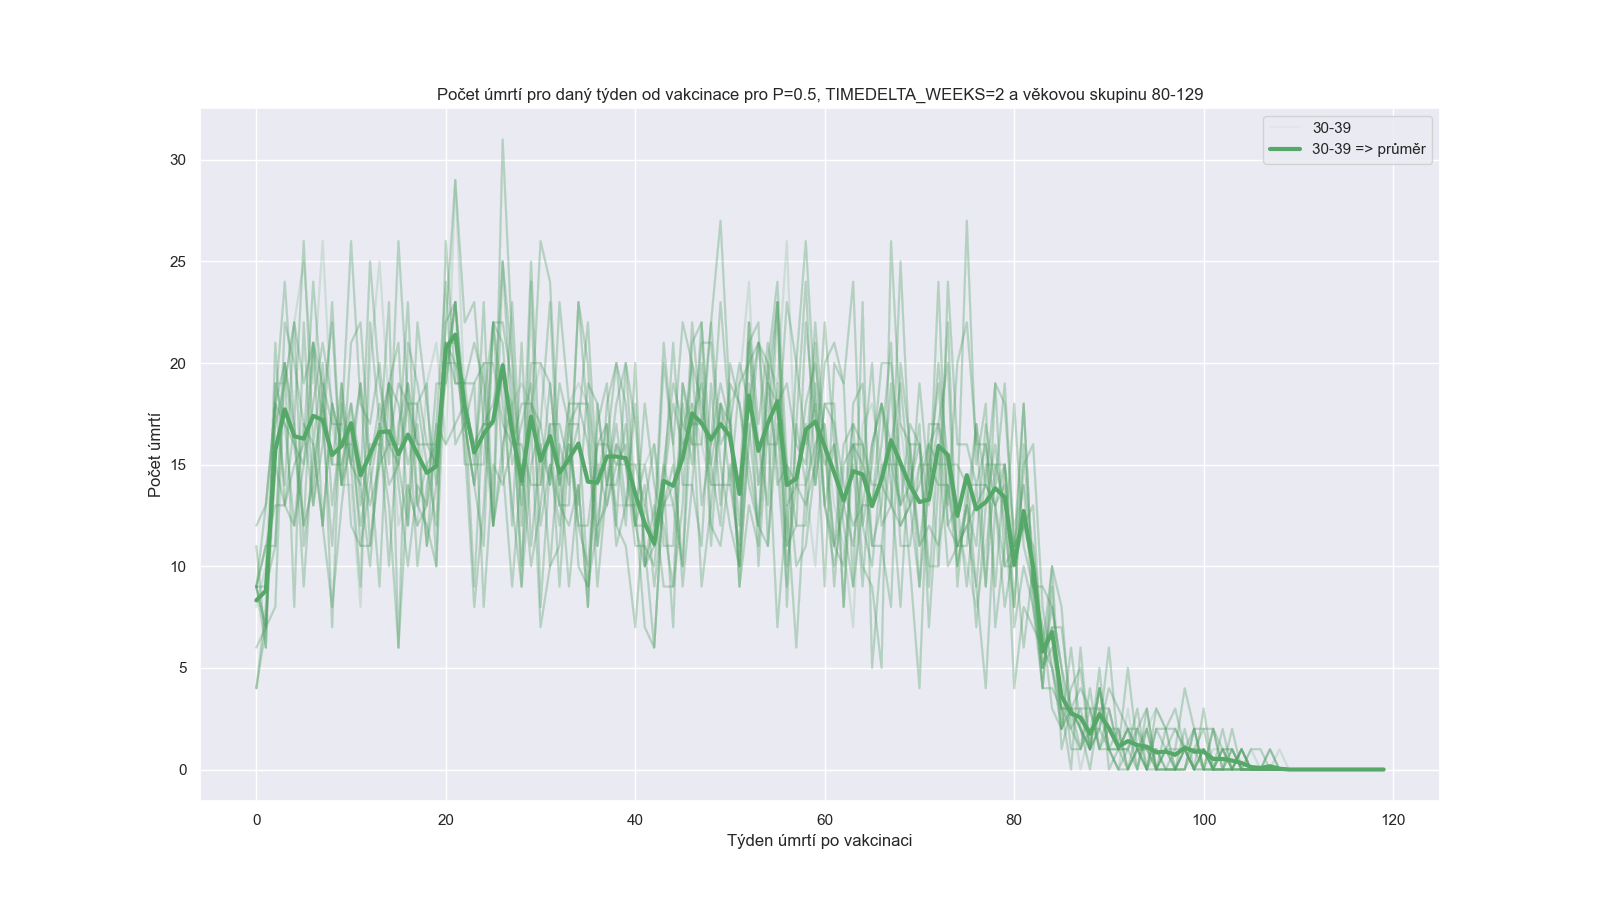 Počet úmrtí pro daný týden od vakcinace pro P=0.5, TIMEDELTA_WEEKS=2 a věkovou skupinu 80-129
30-39
30-39 => průměr
Počet úmrtí
30
25
20
15
10
5
0
0 20 40 60 80 100 120
Týden úmrtí po vakcinaci